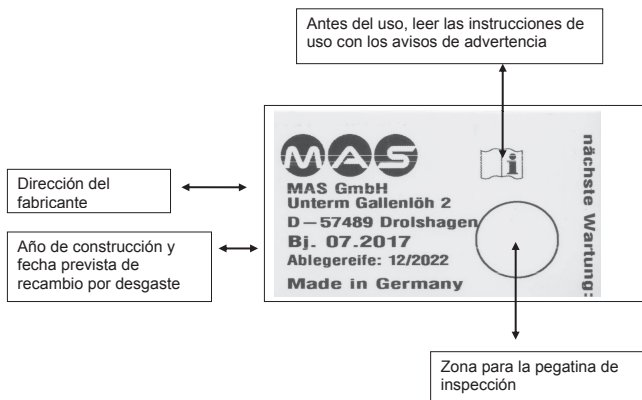 Antes del uso, leer las instrucciones de
uso con los avisos de advertencia
MAS
MAS GmbH
Unterm Gallenlöh 2
D–57489 Drolshagen
Bj. 07.2017
Ablegereife: 12/2022
Made in Germany
i
nächste Wartung:
Dirección del
fabricante
Año de construcción y
fecha prevista de
recambio por desgaste
Zona para la pegatina de
inspección